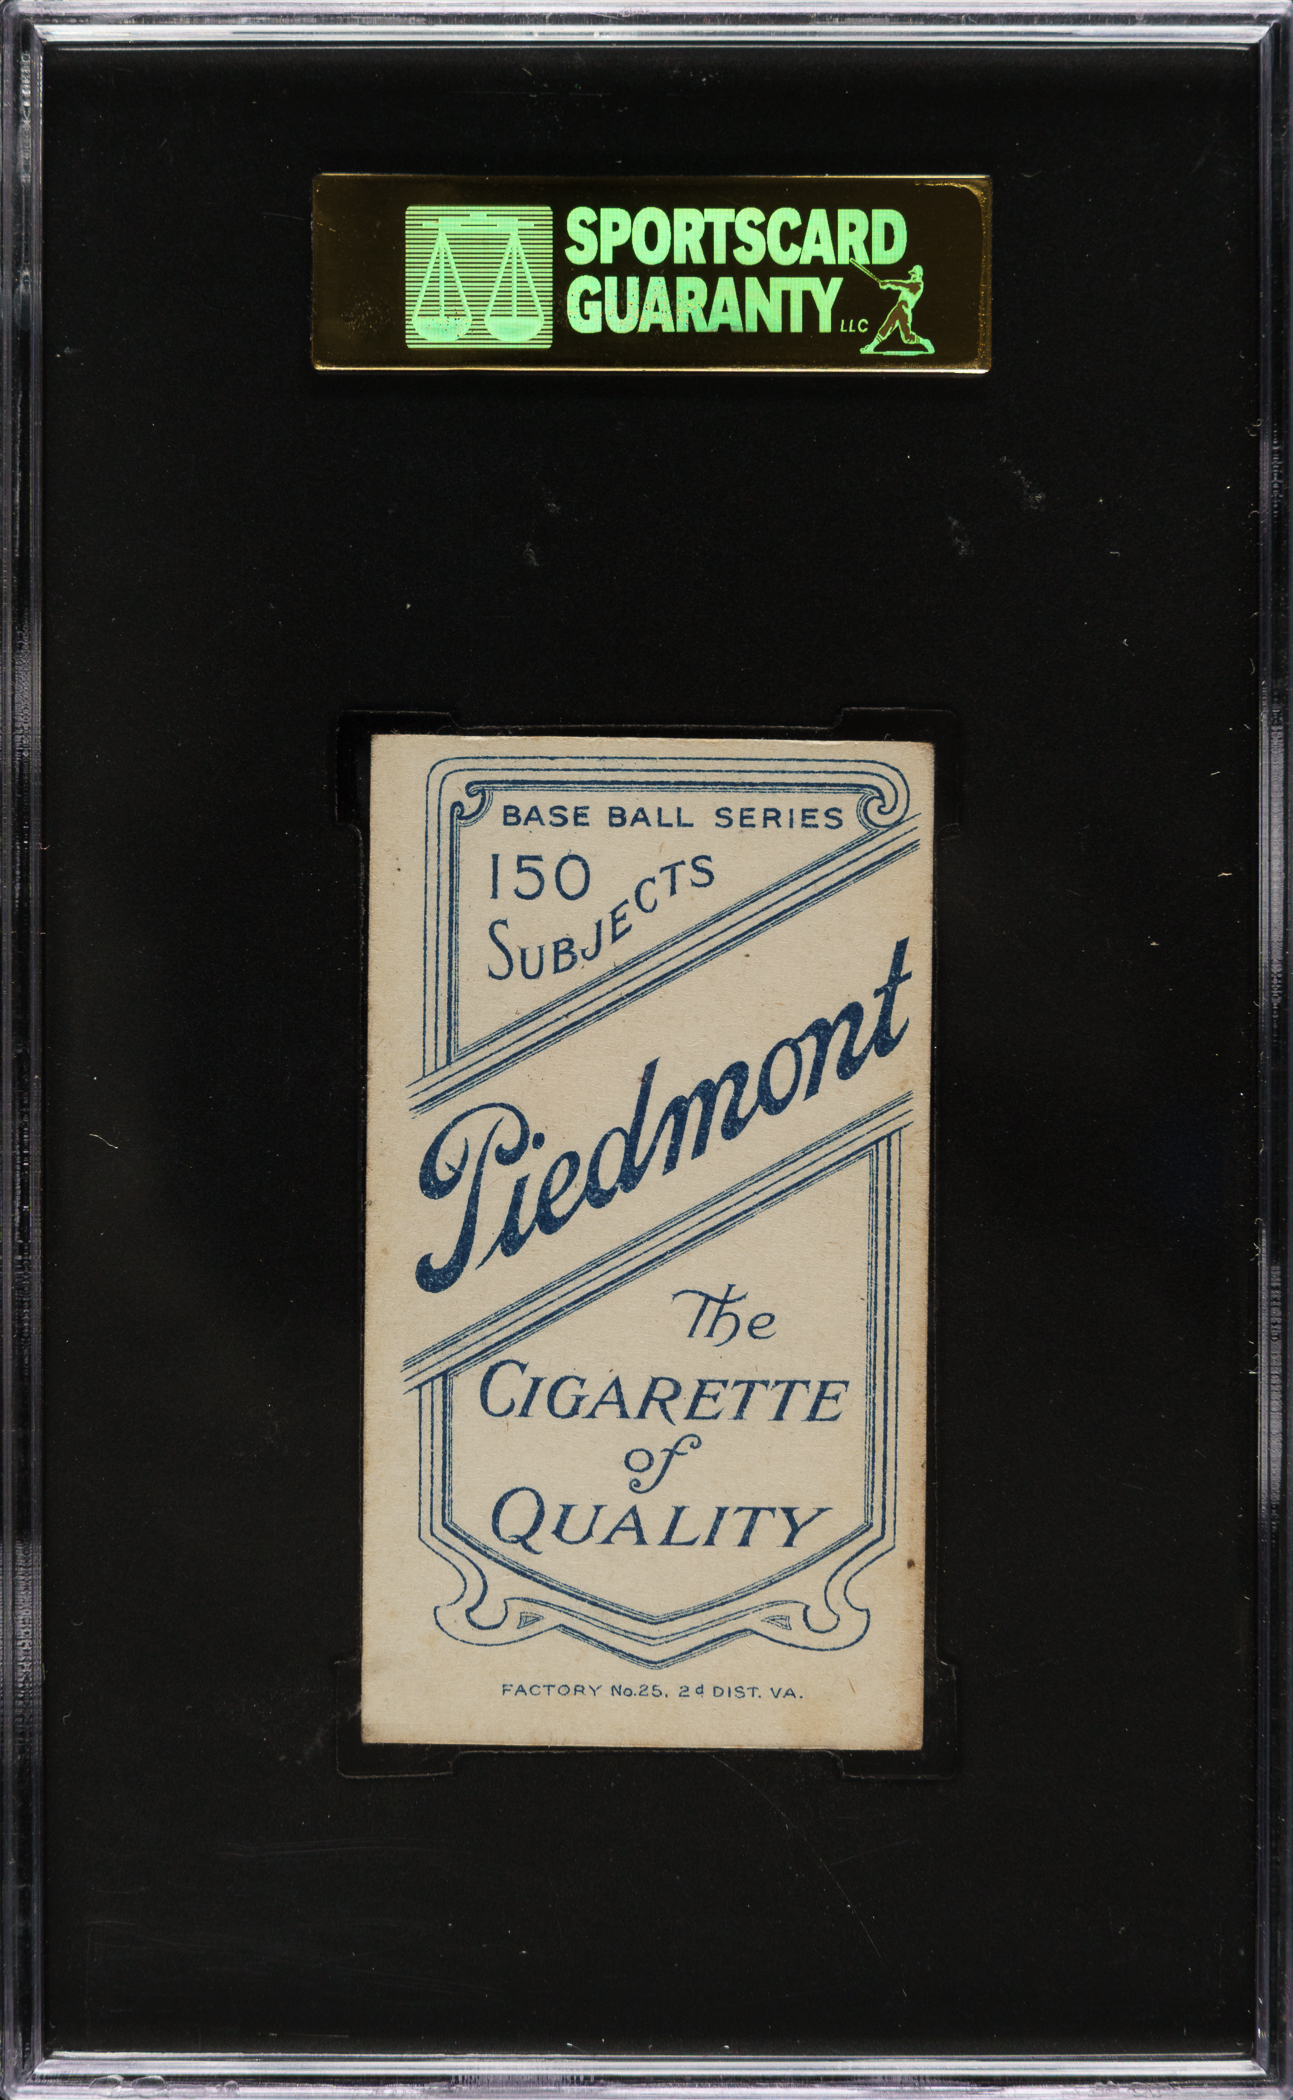 SPORTSCARD
GUARANTY LLC
BASE BALL SERIES
150
SUBJECTS
Piedmont
The
CIGARETTE
of
QUALITY
FACTORY No.25, 2d DIST. VA.